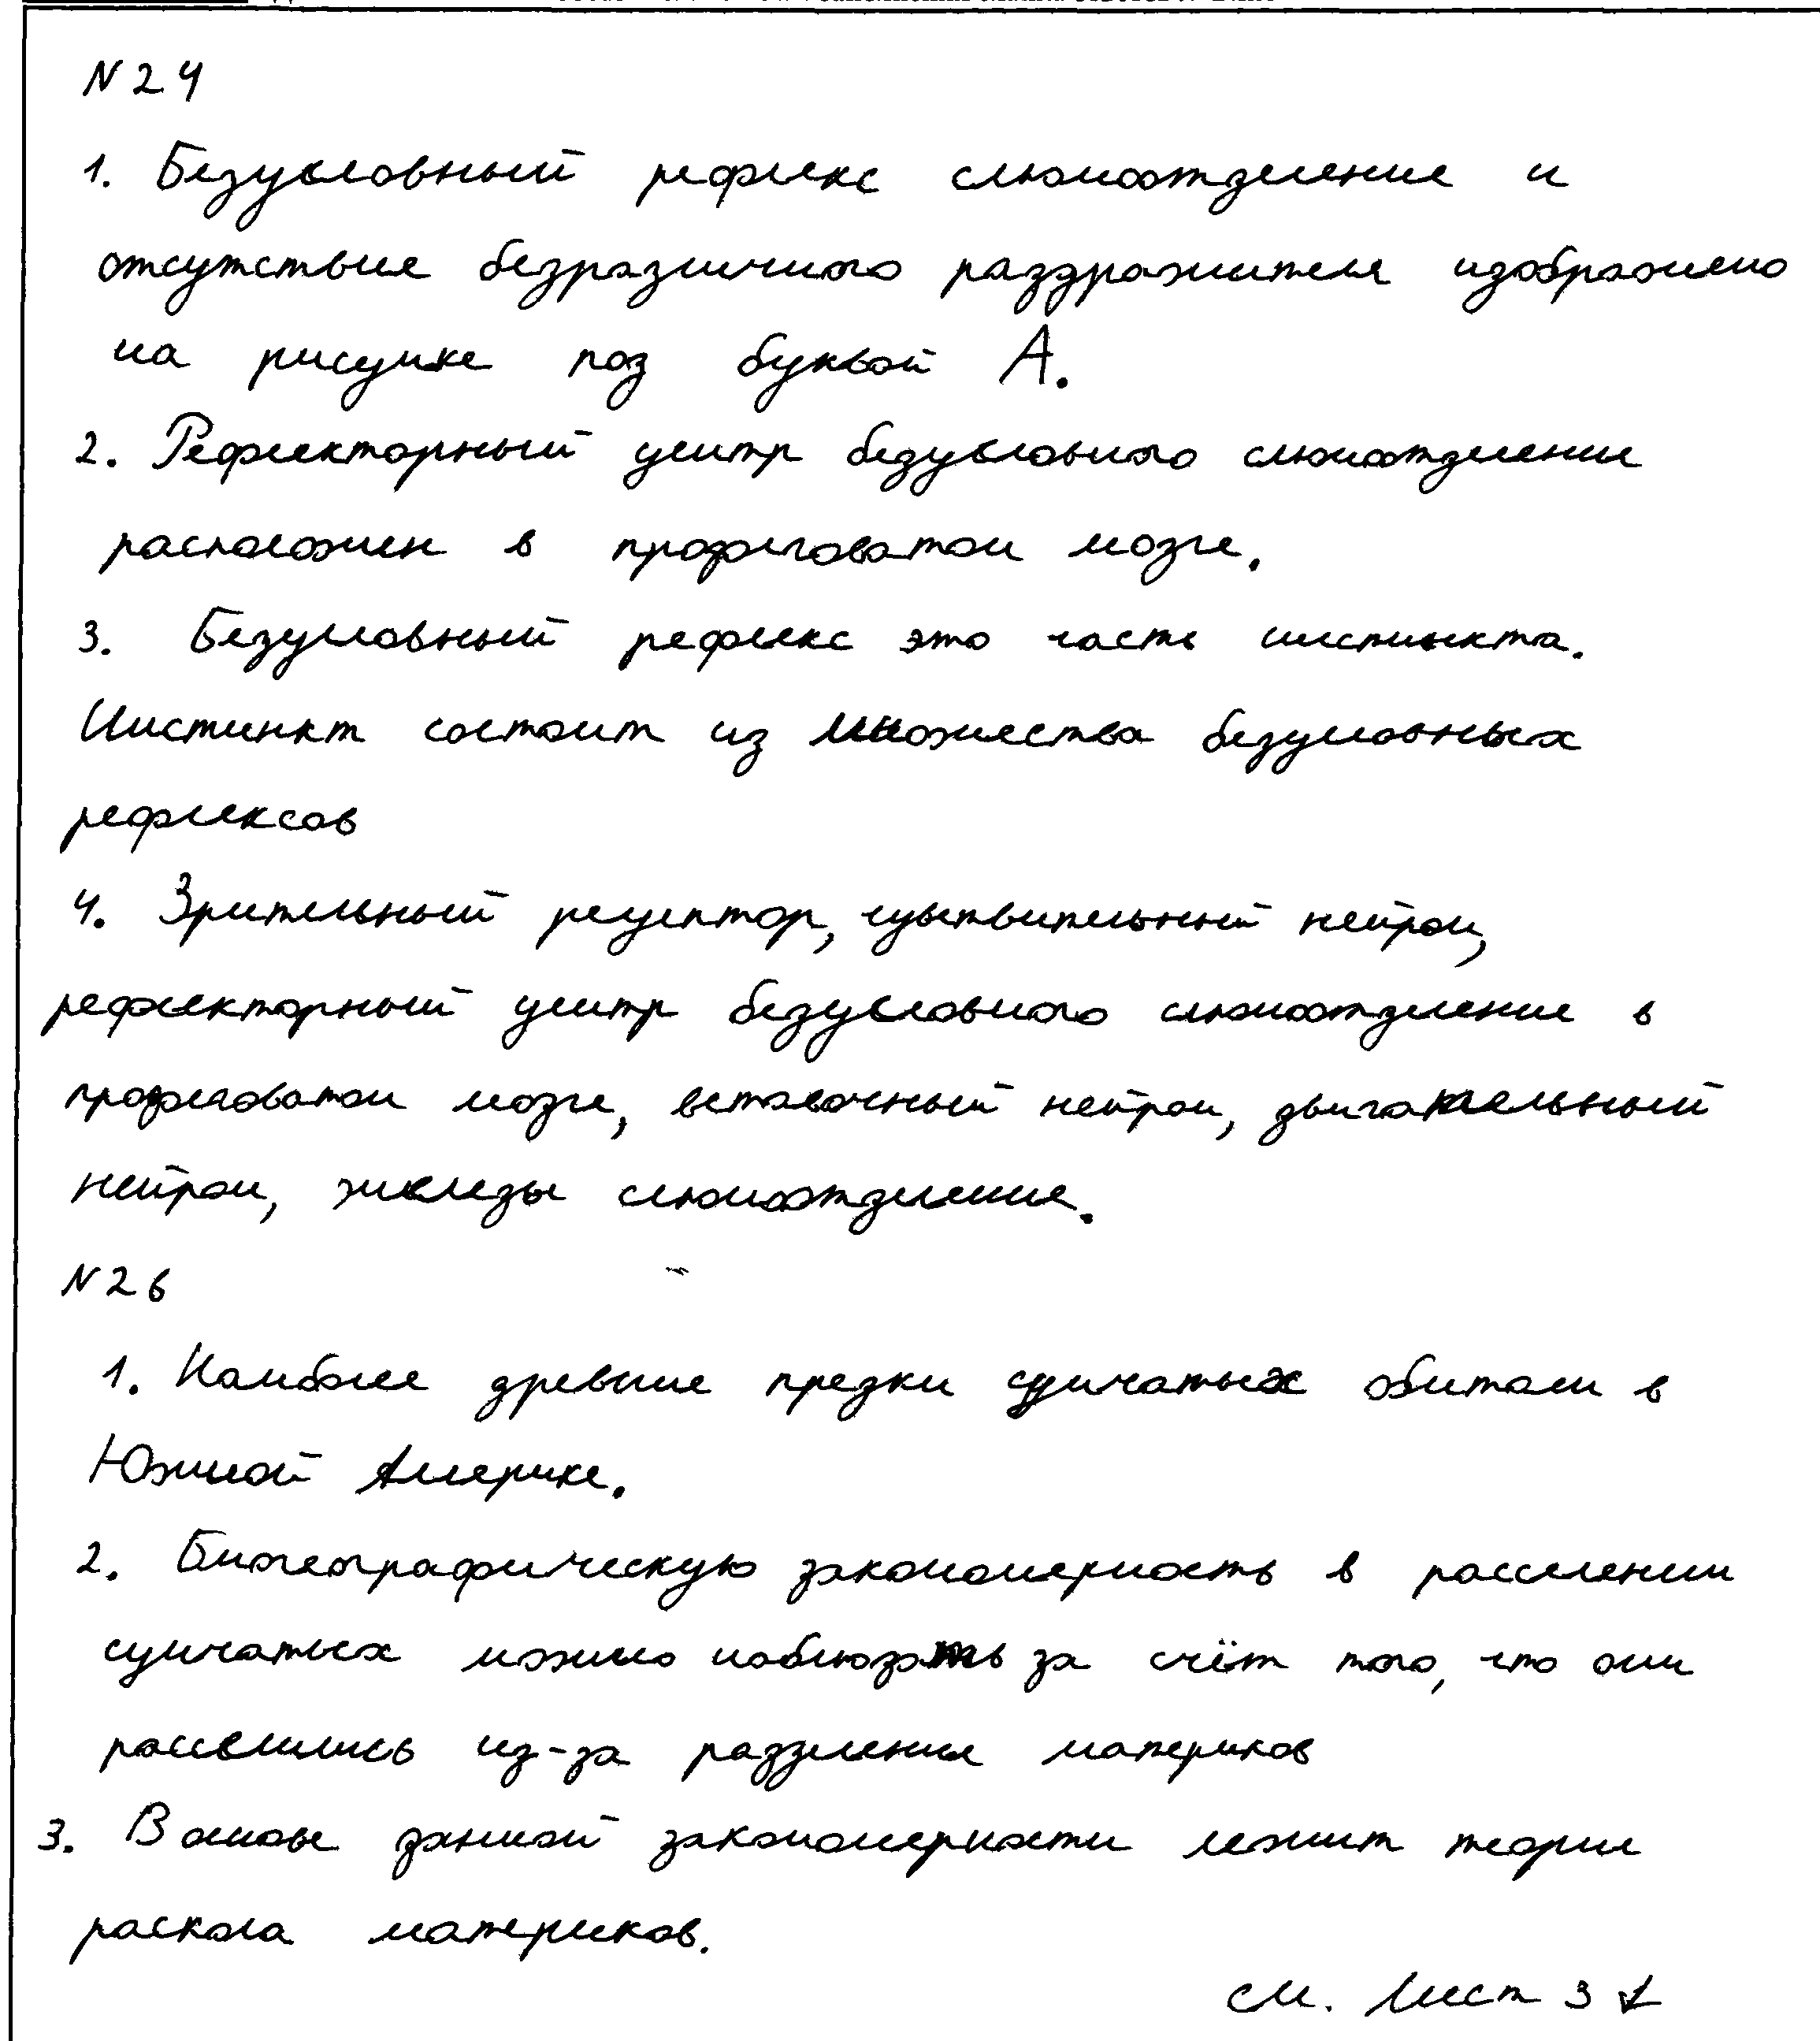 N24
1. Безусловный рефлекс слюноотделение и
отсутствие безразличного раздражителя изображено
на рисунке под буквой А.
2. Рефлекторный центр безусловного слюноотделение
расположен в продолговатом мозге.
3. Безусловный рефлекс это часть инстинкта.
Инстинкт состоит из множества безусловных
рефлексов
4. Зрительный рецептор, чувствительный нейрон,
рефлекторный центр безусловного слюноотделение в
продолговатом мозге, вставочный нейрон, двигательный
нейрон, железы слюноотделения.
N26
1. Наиболее древние предки сумчатых обитали в
Южной Америке.
2. Биогеографическую закономерность в расселении
сумчатых можно наблюдать за счёт того, что они
расселились из-за разделения материков
3. В основе данной закономерности лежит теория
раскола материков.
см. лист 3